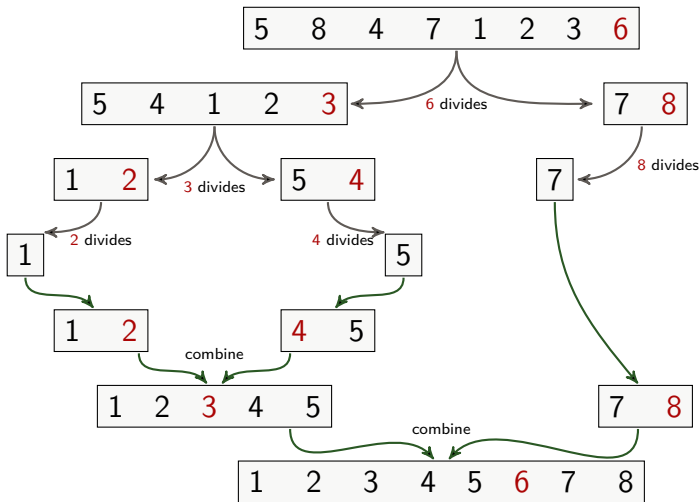 5 8 4 7 1 2 3 6
5 4 1 2 3
6 divides
7 8
1 2
3 divides
5 4
8 divides
7
1
2 divides
4 divides
5
1 2
4 5
combine
1 2 3 4 5
7 8
combine
1 2 3 4 5 6 7 8